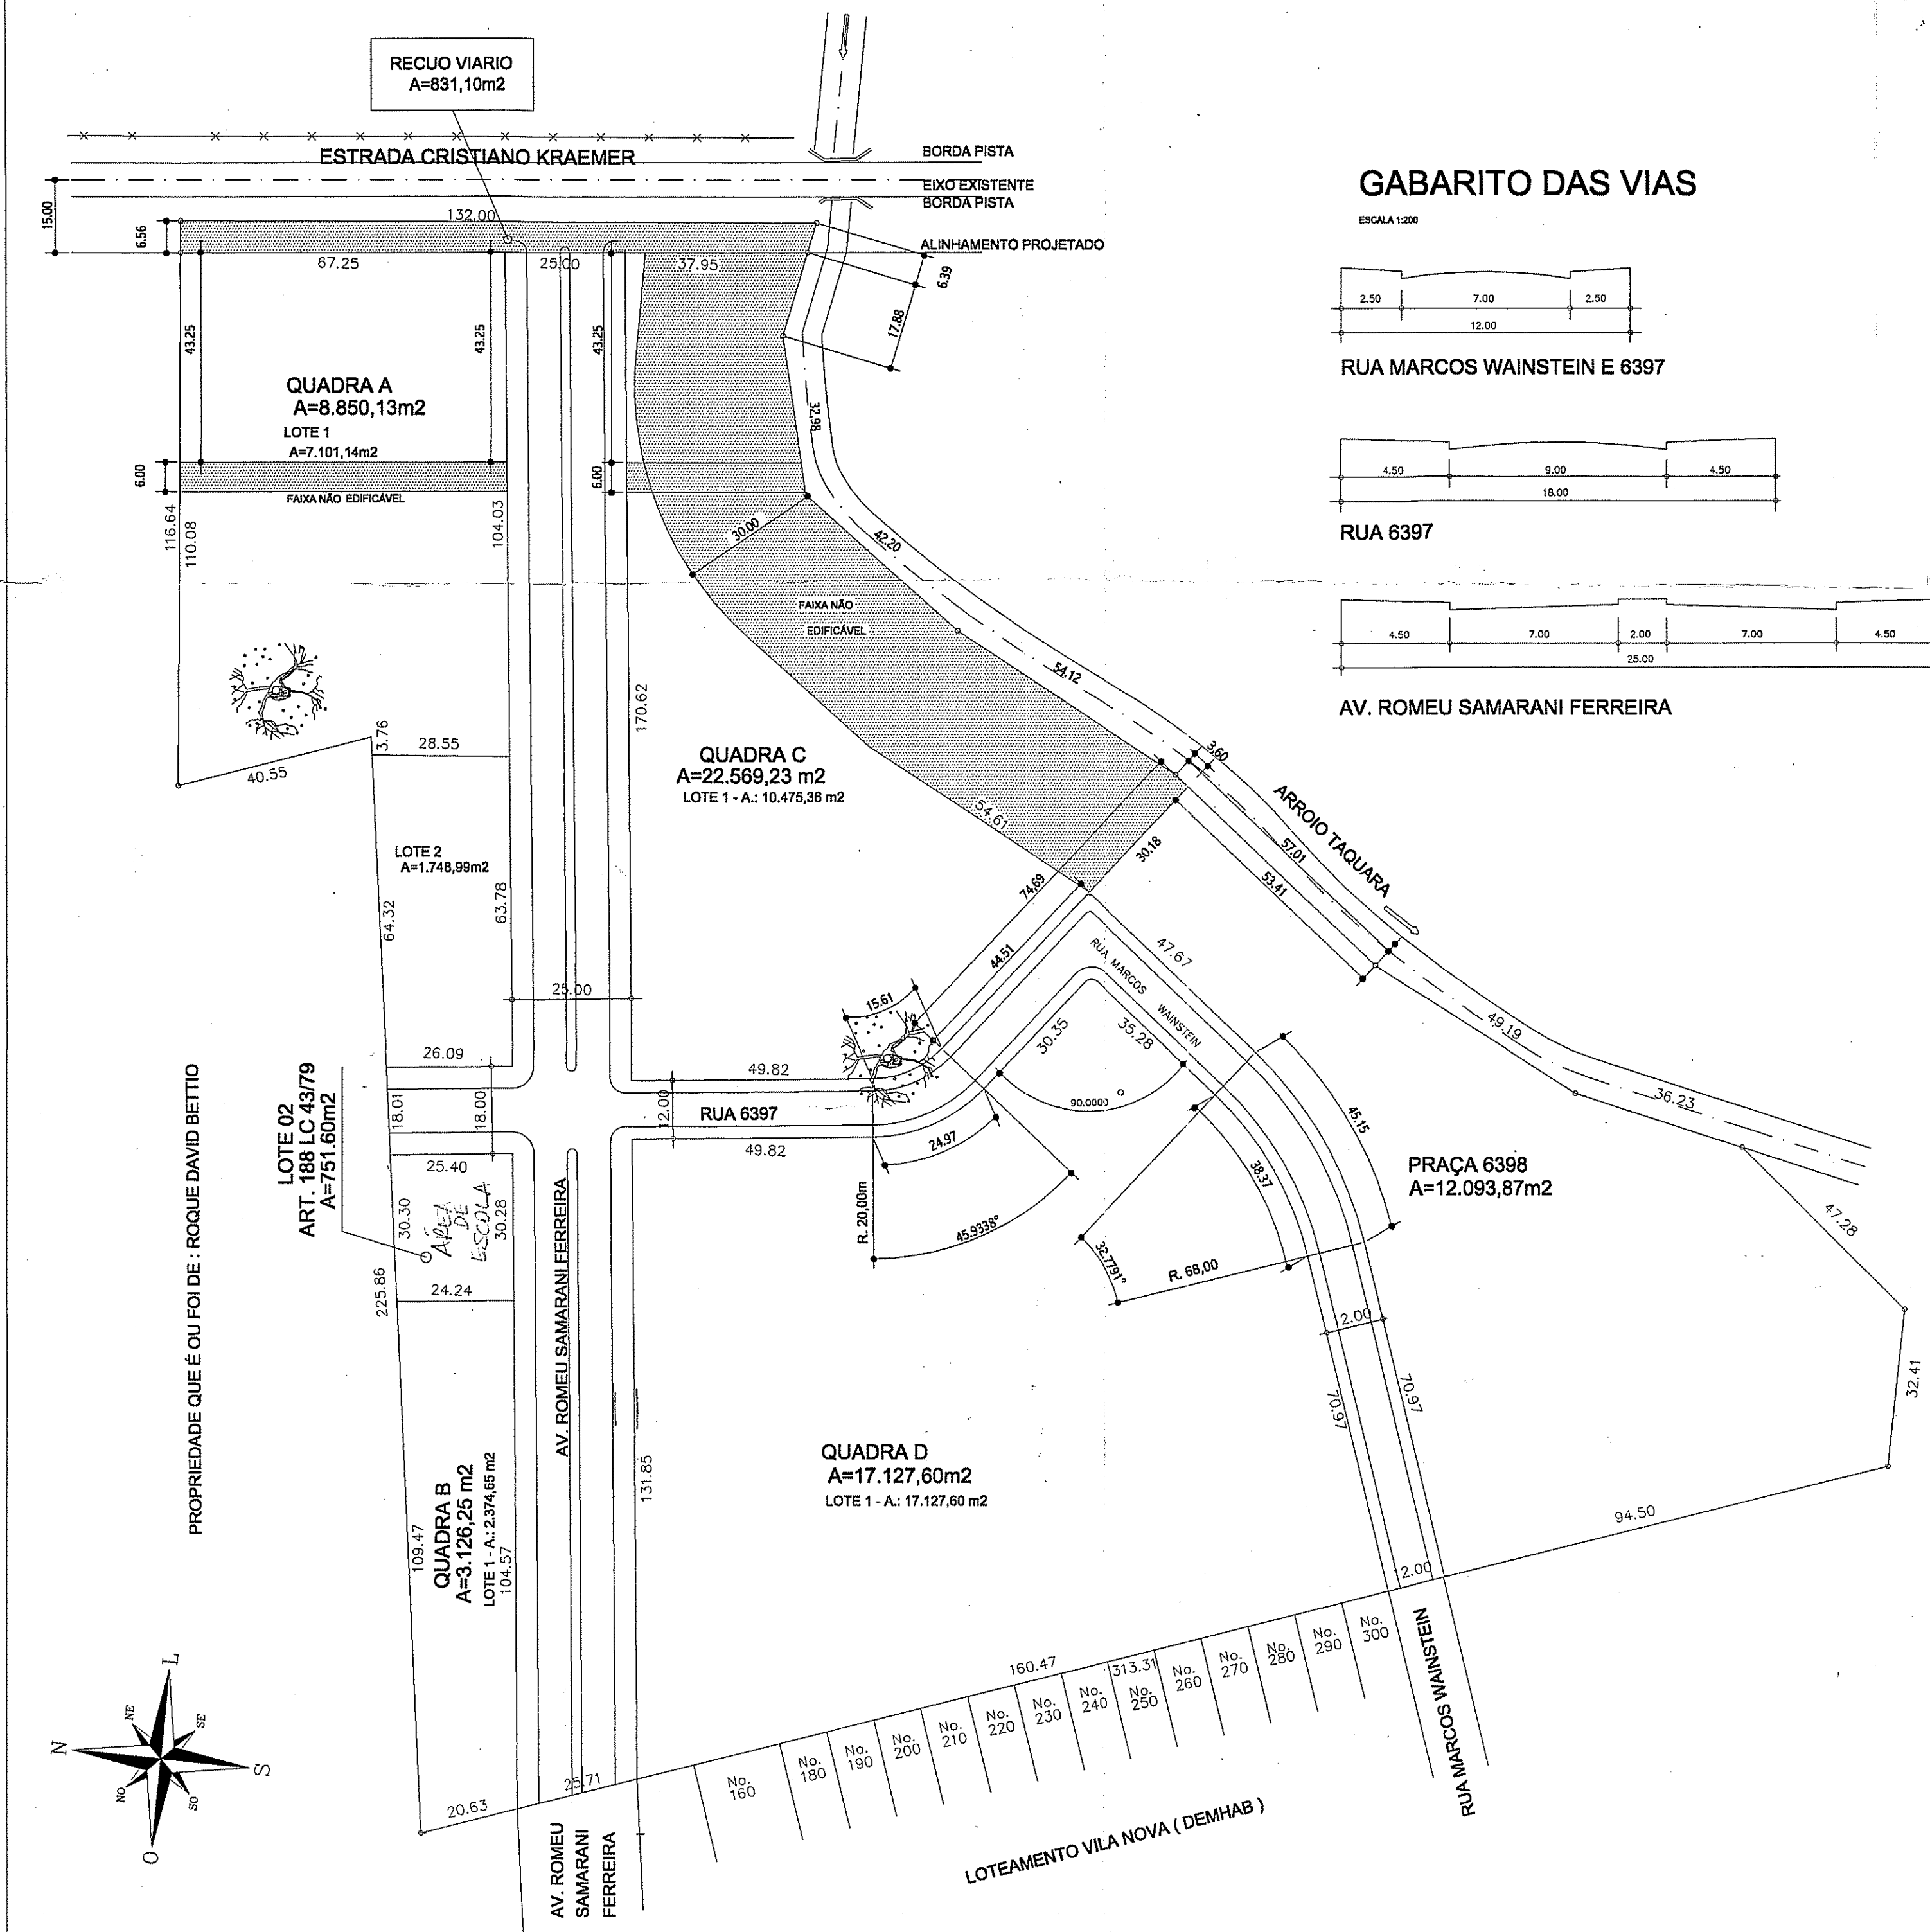 RECUO VIARIO
A=831,10m2
ESTRADA CRISTIANO KRAEMER
BORDA PISTA
EIXO EXISTENTE
BORDA PISTA
ALINHAMENTO PROJETADO
15.00
6.56
132.00
67.25
25.00
37.95
6.39
17.88
43.25
43.25
43.25
32.98
QUADRA A
A=8.850,13m2
LOTE 1
A=7.101,14m2
6.00
6.00
FAIXA NÃO EDIFICÁVEL
116.64
110.08
104.03
30.00
42.20
FAIXA NÃO
EDIFICÁVEL
54.12
170.62
3.76
28.55
40.55
QUADRA C
A=22.569,23 m2
LOTE 1 - A.: 10.475,36 m2
3.60
54.61
30.18
ARROIO TAQUARA
57.01
53.41
LOTE 2
A=1.748,99m2
64.32
63.78
74,69
44.51
47.67
RUA MARCOS WAINSTEIN
25.00
15.61
30.35
35.28
49.19
36.23
26.09
49.82
18.01
18.00
12.00
RUA 6397
90.0000
49.82
24.97
25.40
45.15
38.37
PRAÇA 6398
A=12.093,87m2
47.28
32.41
PROPRIEDADE QUE É OU FOI DE : ROQUE DAVID BETTIO
LOTE 02
ART. 188 LC 43/79
A=751.60m2
30.30
ÁREA
DE
ESCOLA
30.28
225.86
24.24
R. 20,00m
45.9338°
32.7791°
R. 68,00
12.00
70.97
70.97
AV. ROMEU SAMARANI FERREIRA
131.85
QUADRA D
A=17.127,60m2
LOTE 1 - A.: 17.127,60 m2
QUADRA B
A=3.126,25 m2
LOTE 1 - A.: 2.374,65 m2
109.47
104.57
94.50
12.00
160.47
313.31
No.
160
No.
180
No.
190
No.
200
No.
210
No.
220
No.
230
No.
240
No.
250
No.
260
No.
270
No.
280
No.
290
No.
300
RUA MARCOS WAINSTEIN
LOTEAMENTO VILA NOVA ( DEMHAB )
25.71
20.63
AV. ROMEU
SAMARANI
FERREIRA
L
NE
SE
N
S
NO
SO
O
GABARITO DAS VIAS
ESCALA 1:200
2.50
7.00
2.50
12.00
RUA MARCOS WAINSTEIN E 6397
4.50
9.00
4.50
18.00
RUA 6397
4.50
7.00
2.00
7.00
4.50
25.00
AV. ROMEU SAMARANI FERREIRA